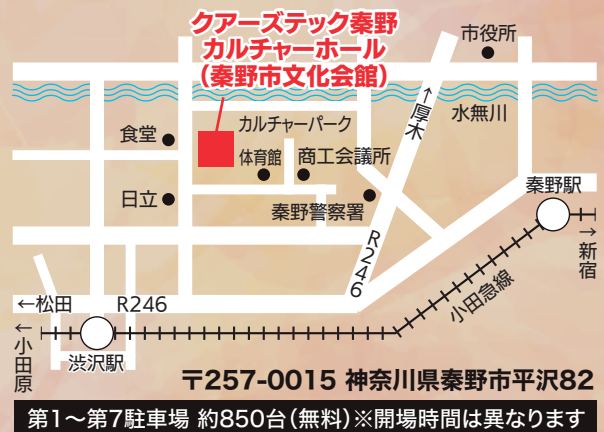 クアーズテック秦野
カルチャーホール
（秦野市文化会館）
市役所
↑厚木
水無川
カルチャーパーク
食堂
体育館
商工会議所
日立
秦野警察署
秦野駅
R246
→新宿
小田急線
←松田
R246
←小田原
渋沢駅
〒257-0015 神奈川県秦野市平沢82
第1〜第7駐車場 約850台（無料）※開場時間は異なります